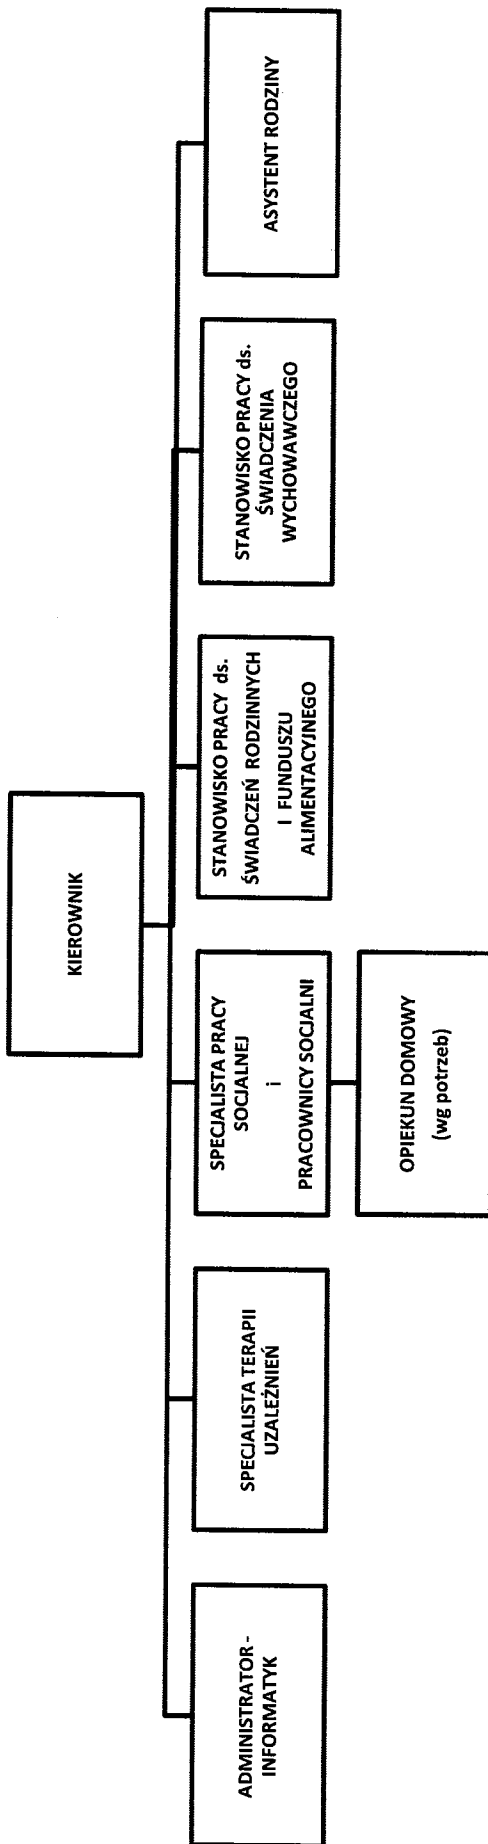 KIEROWNIK
ADMINISTRATOR -
INFORMATYK
SPECJALISTA TERAPII
UZALEŻNIEŃ
SPECJALISTA PRACY
SOCJALNEJ
i
PRACOWNICY SOCJALNI
STANOWISKO PRACY ds.
ŚWIADCZEŃ RODZINNYCH
I FUNDUSZU
ALIMENTACYJNEGO
STANOWISKO PRACY ds.
ŚWIADCZENIA
WYCHOWAWCZEGO
ASYSTENT RODZINY
OPIEKUN DOMOWY
(wg potrzeb)